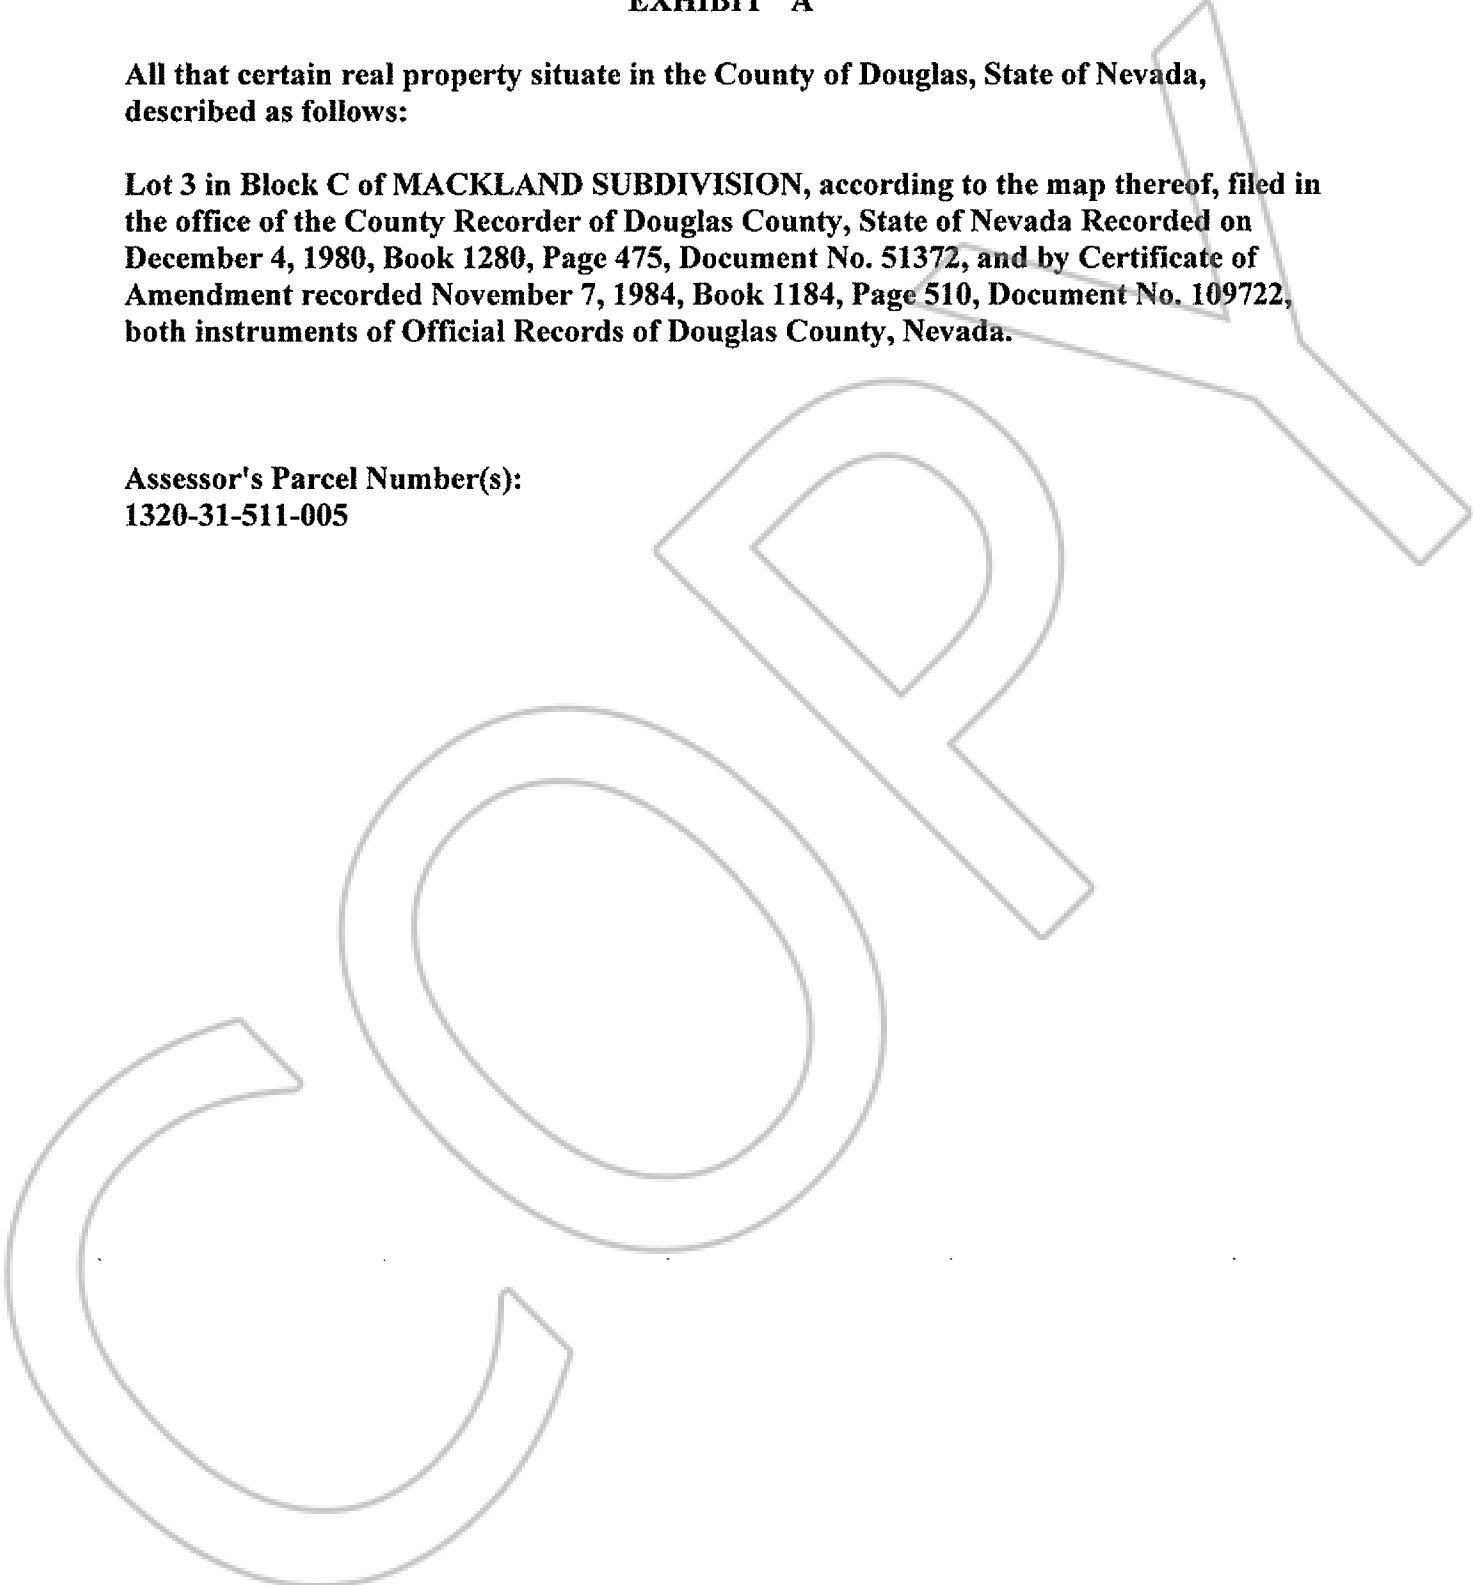 EXHIBIT "A"
All that certain real property situate in the County of Douglas, State of Nevada,
described as follows:
Lot 3 in Block C of MACKLAND SUBDIVISION, according to the map thereof, filed in
the office of the County Recorder of Douglas County, State of Nevada Recorded on
December 4, 1980, Book 1280, Page 475, Document No. 51372, and by Certificate of
Amendment recorded November 7, 1984, Book 1184, Page 510, Document No. 109722,
both instruments of Official Records of Douglas County, Nevada.
Assessor's Parcel Number(s):
1320-31-511-005
COPY